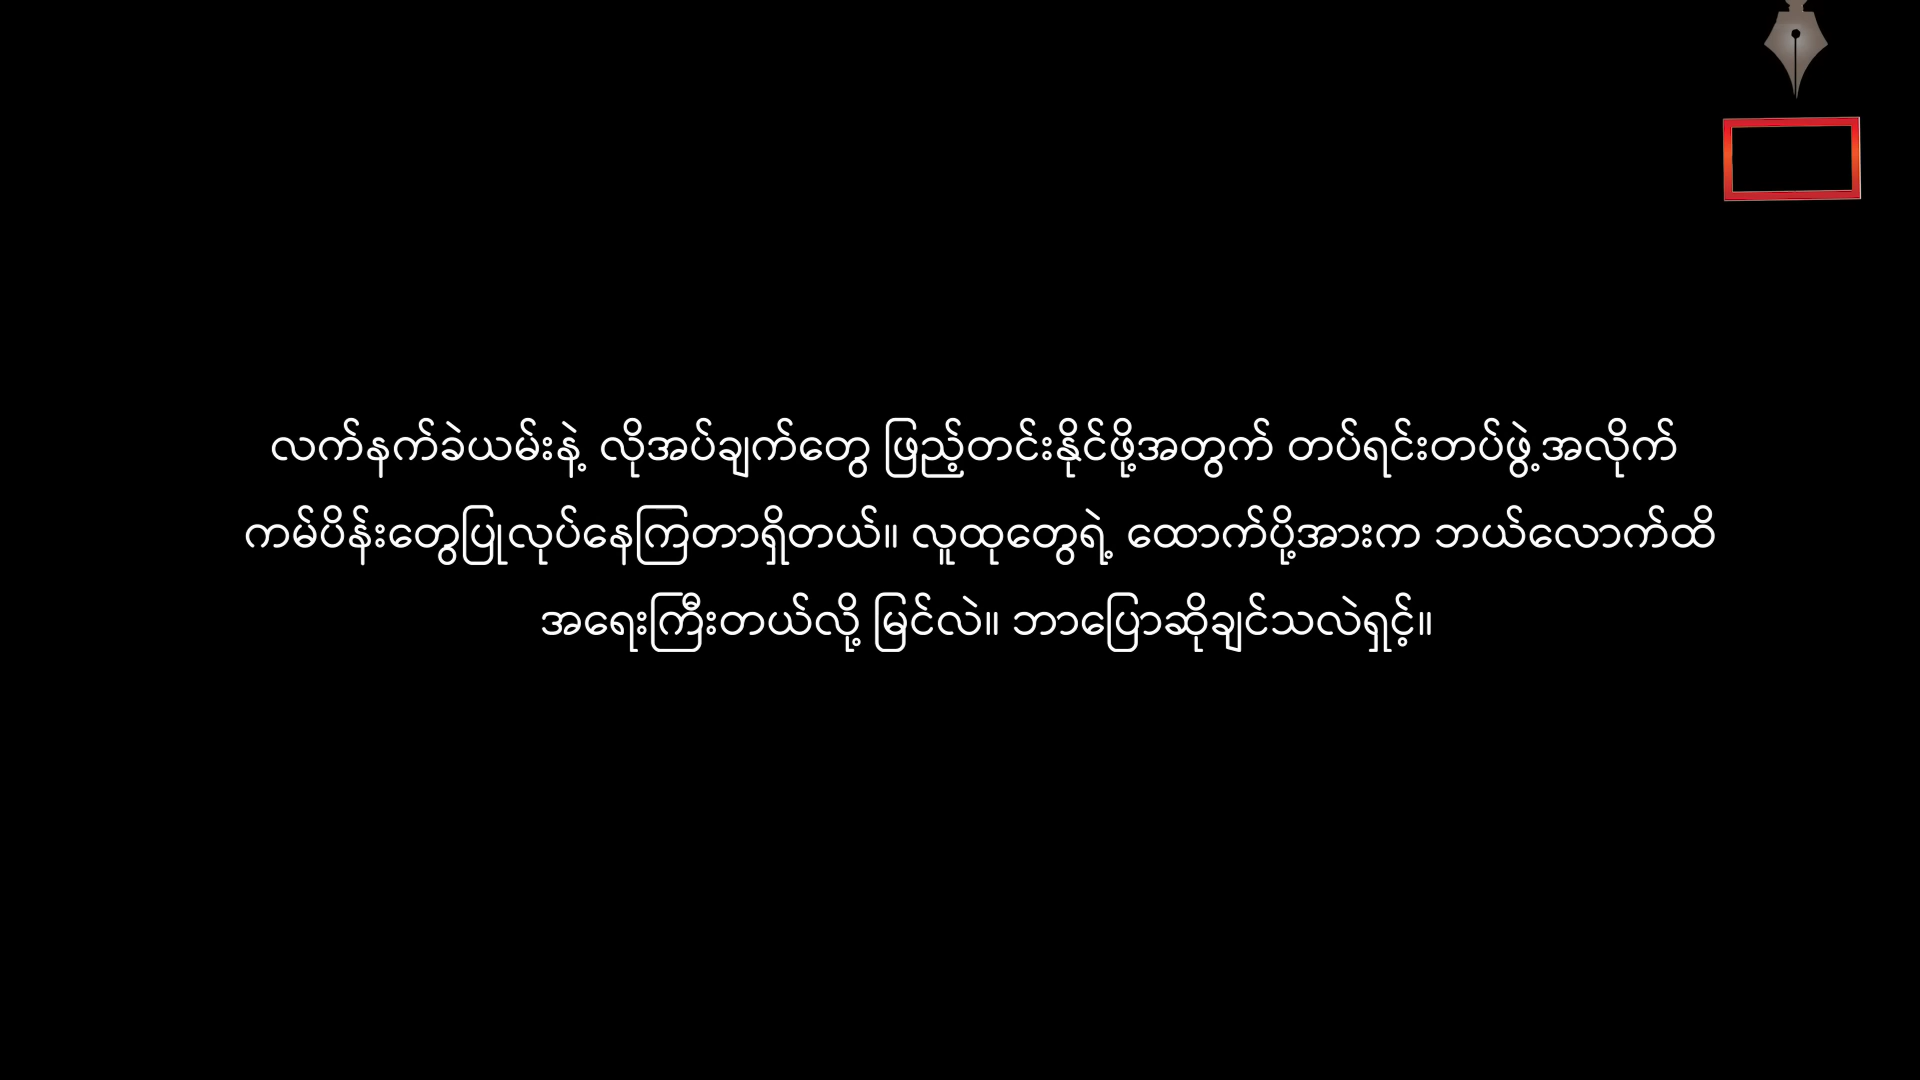 လက်နက်ခဲယမ်းနဲ့ လိုအပ်ချက်တွေ ဖြည့်တင်းနိုင်ဖို့အတွက် တပ်ရင်းတပ်ဖွဲ့အလိုက်
ကမ်ပိန်းတွေပြုလုပ်နေကြတာရှိတယ်။ လူထုတွေရဲ့ ထောက်ပို့အားက ဘယ်လောက်ထိ
အရေးကြီးတယ်လို့ မြင်လဲ။ ဘာပြောဆိုချင်သလဲရှင့်။